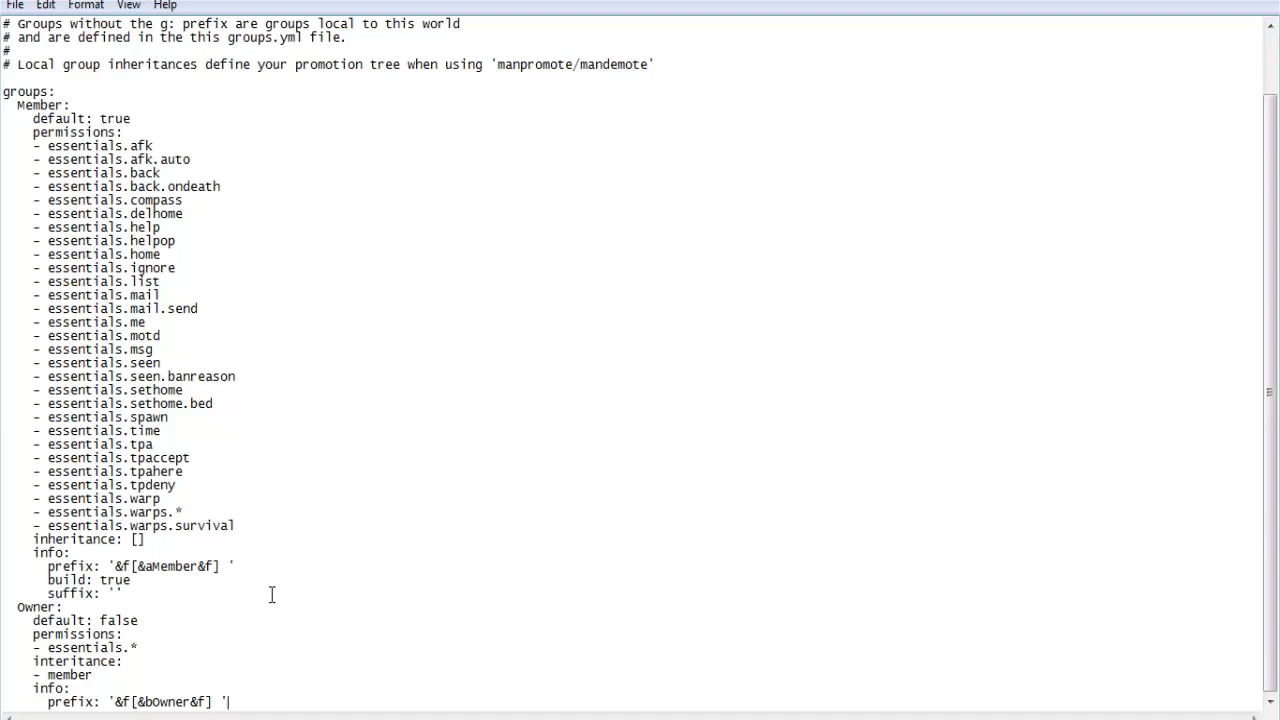 File Edit Format View Help
# Groups without the g: prefix are groups local to this world
# and are defined in the this groups.yml file.
#
# Local group inheritances define your promotion tree when using 'manpromote/mandemote'
groups:
  Member:
    default: true
    permissions:
    - essentials.afk
    - essentials.afk.auto
    - essentials.back
    - essentials.back.ondeath
    - essentials.compass
    - essentials.delhome
    - essentials.help
    - essentials.helpop
    - essentials.home
    - essentials.ignore
    - essentials.list
    - essentials.mail
    - essentials.mail.send
    - essentials.me
    - essentials.motd
    - essentials.msg
    - essentials.seen
    - essentials.seen.banreason
    - essentials.sethome
    - essentials.sethome.bed
    - essentials.spawn
    - essentials.time
    - essentials.tpa
    - essentials.tpaccept
    - essentials.tpahere
    - essentials.tpdeny
    - essentials.warp
    - essentials.warps.*
    - essentials.warps.survival
    inheritance: []
    info:
      prefix: '&f[&aMember&f] '
      build: true
      suffix: ''
  Owner:
    default: false
    permissions:
    - essentials.*
    interitance:
    - member
    info:
      prefix: '&f[&bOwner&f] '